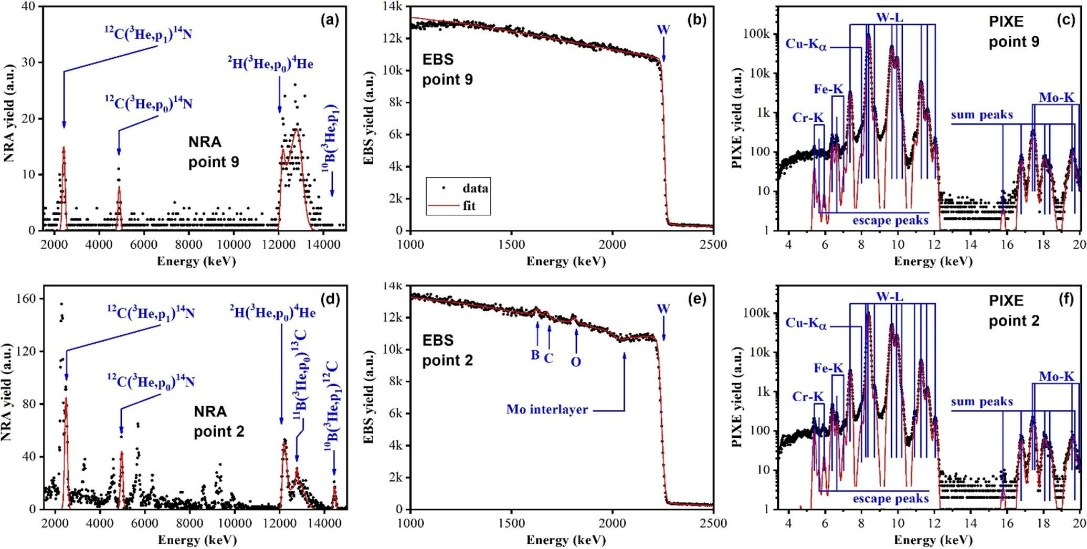 (a)
40
30
20
10
0
NRA yield (a.u.)
¹²C(³He,p₁)¹⁴N
¹²C(³He,p₀)¹⁴N
²H(³He,p₀)⁴He
¹⁰B(³He,p₁)
NRA
point 9
2000 4000 6000 8000 10000 12000 14000
Energy (keV)
(b)
14k
12k
10k
8k
6k
4k
2k
0
EBS yield (a.u.)
EBS
point 9
W
data
fit
1000 1500 2000 2500
Energy (keV)
(c)
PIXE
point 9
100k
10k
1k
100
10
1
PIXE yield (a.u.)
W-L
Cu-Kα
Fe-K
Cr-K
Mo-K
sum peaks
escape peaks
4 6 8 10 12 14 16 18 20
Energy (keV)
(d)
160
120
80
40
0
NRA yield (a.u.)
¹²C(³He,p₁)¹⁴N
¹²C(³He,p₀)¹⁴N
²H(³He,p₀)⁴He
¹¹B(³He,p₀)¹³C
¹⁰B(³He,p₁)¹²C
NRA
point 2
2000 4000 6000 8000 10000 12000 14000
Energy (keV)
(e)
14k
12k
10k
8k
6k
4k
2k
0
EBS yield (a.u.)
EBS
point 2
W
B C O
Mo interlayer
1000 1500 2000 2500
Energy (keV)
(f)
PIXE
point 2
100k
10k
1k
100
10
1
PIXE yield (a.u.)
W-L
Cu-Kα
Fe-K
Cr-K
Mo-K
sum peaks
escape peaks
4 6 8 10 12 14 16 18 20
Energy (keV)